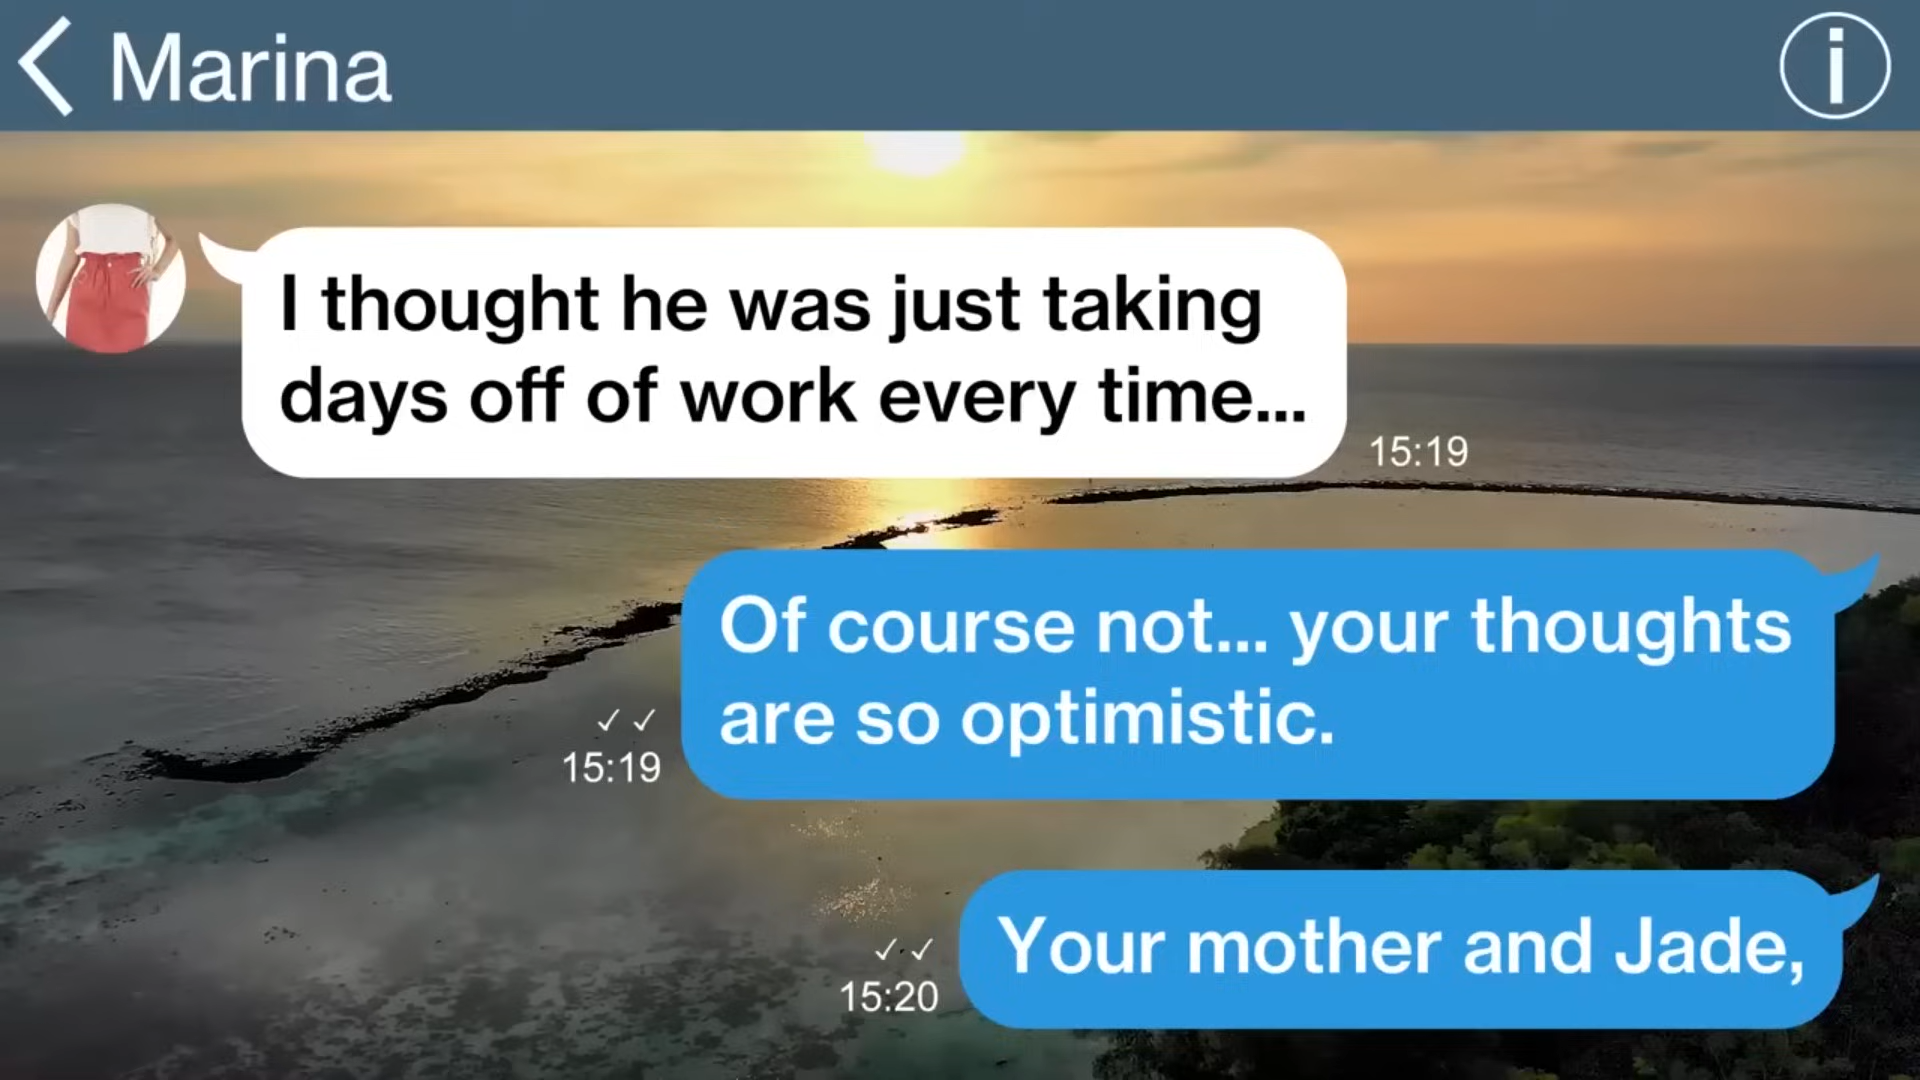 Marina
I thought he was just taking
days off of work every time...
15:19
Of course not... your thoughts
are so optimistic.
15:19
Your mother and Jade,
15:20